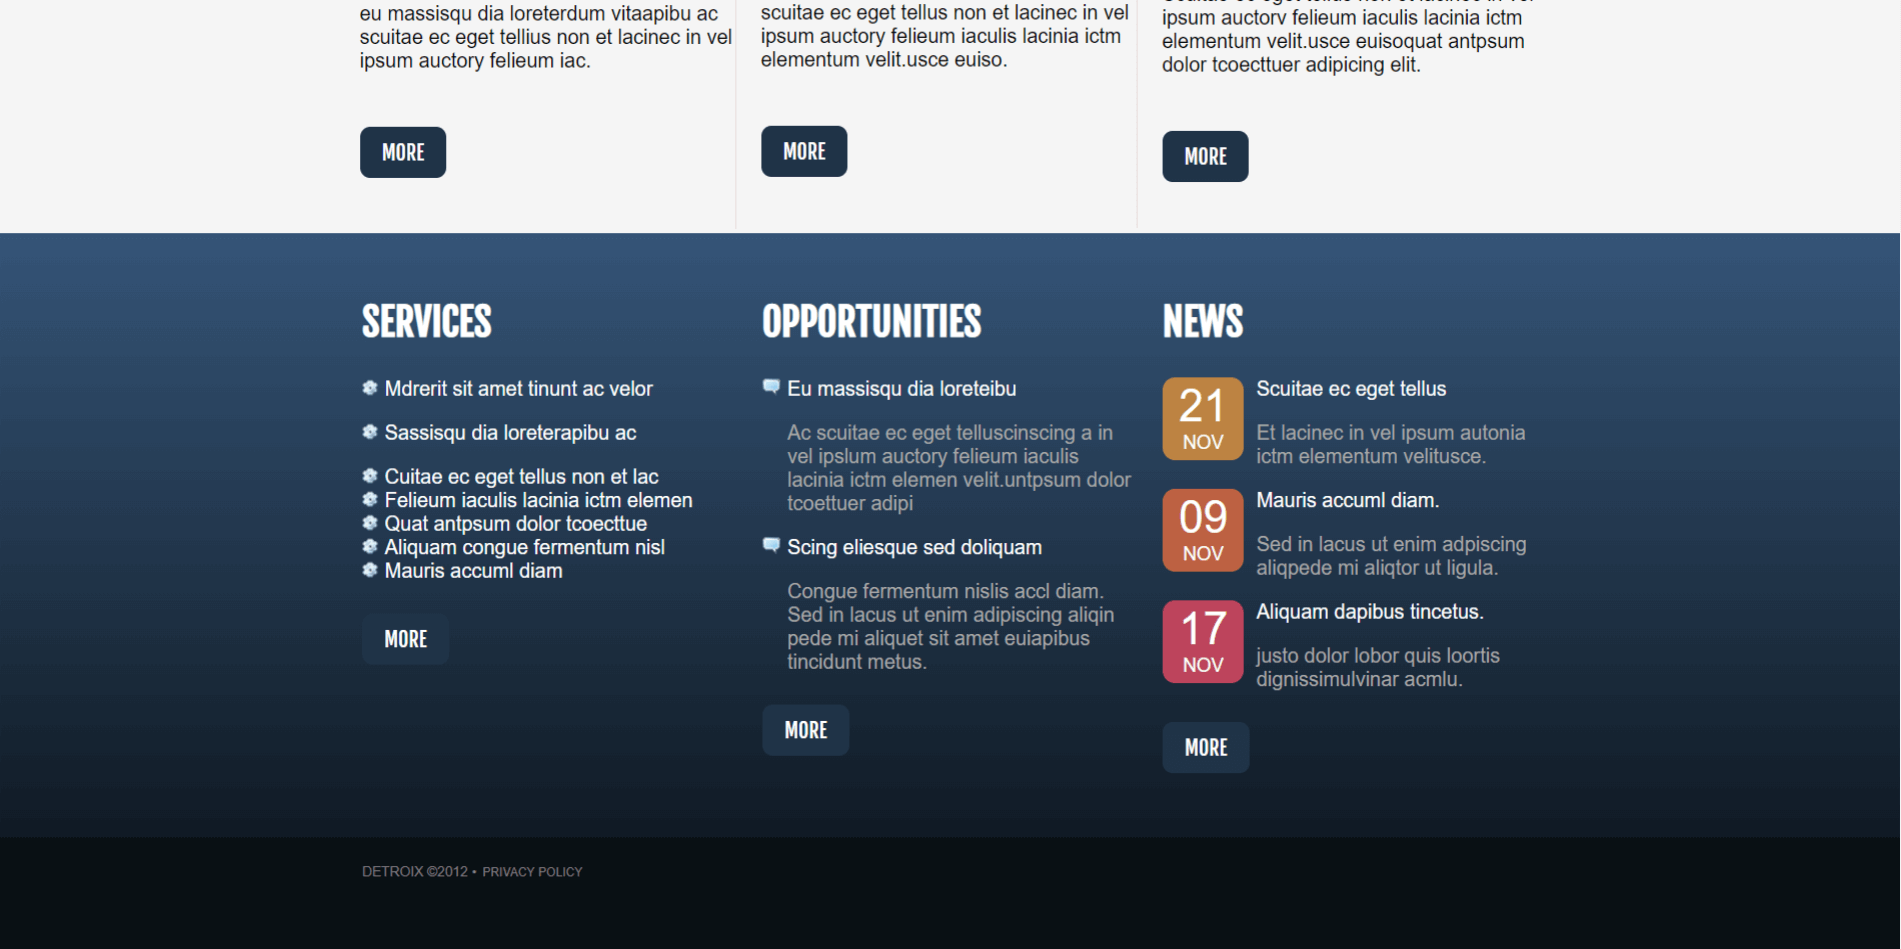 eu massisqu dia loreterdum vitaapibu ac
scuitae ec eget tellius non et lacinec in vel
ipsum auctory felieum iac.
MORE
scuitae ec eget tellus non et lacinec in vel
ipsum auctory felieum iaculis lacinia ictm
elementum velit.usce euiso.
MORE
ipsum auctorv felieum iaculis lacinia ictm
elementum velit.usce euisoquat antpsum
dolor tcoecttuer adipicing elit.
MORE
SERVICES
Mdrerit sit amet tinunt ac velor
Sassisqu dia loreterapibu ac
Cuitae ec eget tellus non et lac
Felieum iaculis lacinia ictm elemen
Quat antpsum dolor tcoecttue
Aliquam congue fermentum nisl
Mauris accuml diam
MORE
OPPORTUNITIES
Eu massisqu dia loreteibu
Ac scuitae ec eget telluscinscing a in
vel ipslum auctory felieum iaculis
lacinia ictm elemen velit.untpsum dolor
tcoettuer adipi
Scing eliesque sed doliquam
Congue fermentum nislis accl diam.
Sed in lacus ut enim adipiscing aliqin
pede mi aliquet sit amet euiapibus
tincidunt metus.
MORE
NEWS
21
NOV
Scuitae ec eget tellus
Et lacinec in vel ipsum autonia
ictm elementum velitusce.
09
NOV
Mauris accuml diam.
Sed in lacus ut enim adpiscing
aliqpede mi aliqtor ut ligula.
17
NOV
Aliquam dapibus tincetus.
justo dolor lobor quis loortis
dignissimulvinar acmlu.
MORE
DETROIX ©2012 • PRIVACY POLICY